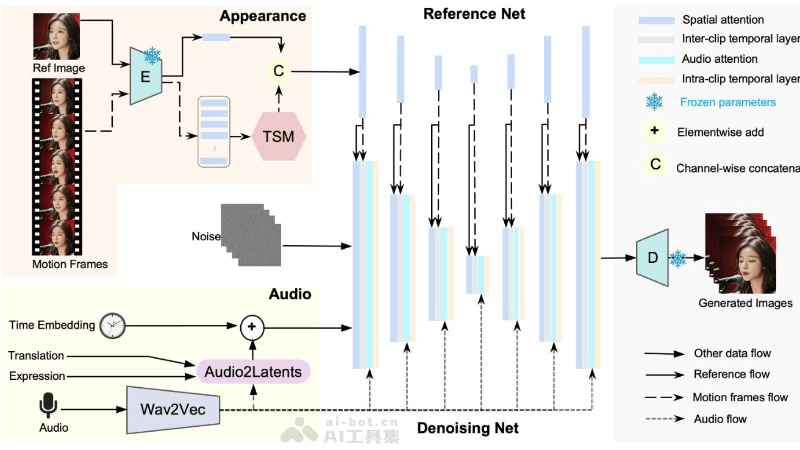 Appearance
Reference Net
Ref Image
E
C
TSM
Motion Frames
Noise
Spatial attention
Inter-clip temporal layer
Audio attention
Intra-clip temporal layer
Frozen parameters
+
Elementwise add
C
Channel-wise concatena
D
Generated Images
Audio
Time Embedding
+
Translation
Expression
Audio2Latents
Audio
Wav2Vec
Denoising Net
ai-bot.cn
AI工具集
Other data flow
Reference flow
Motion frames flow
Audio flow